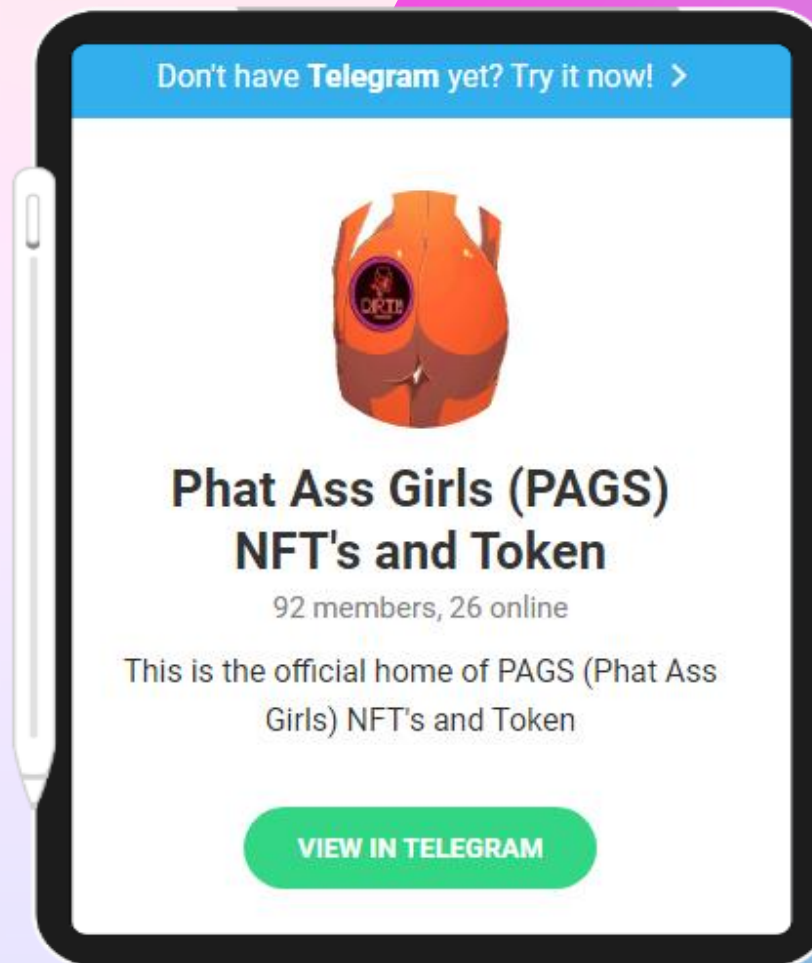 Don't have Telegram yet? Try it now! >
DIRTII
Phat Ass Girls (PAGS)
NFT's and Token
92 members, 26 online
This is the official home of PAGS (Phat Ass
Girls) NFT's and Token
VIEW IN TELEGRAM